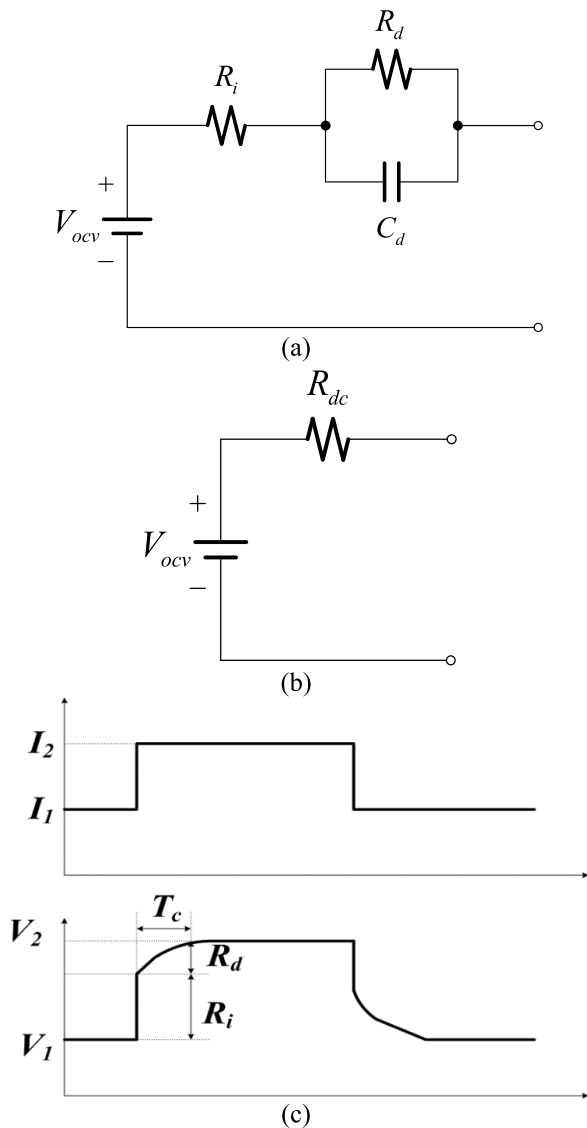 R_d
R_i
C_d
+
V_ocv
−
(a)
R_dc
+
V_ocv
−
(b)
I_2
I_1
T_c
V_2
R_d
R_i
V_1
(c)